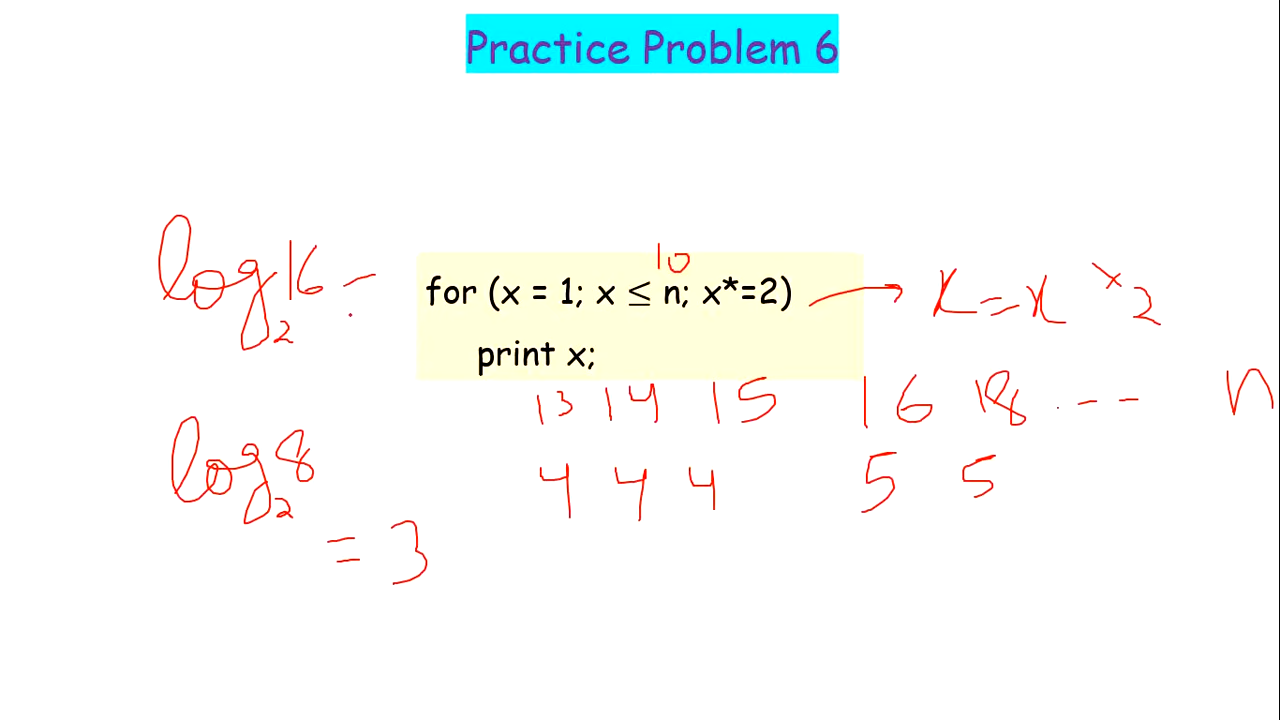 Practice Problem 6
log₂16 =
10
for (x = 1; x ≤ n; x*=2)
x = x × 2
print x;
13 14 15 16 18 . - - n
4 4 4 5 5
log₂8
= 3